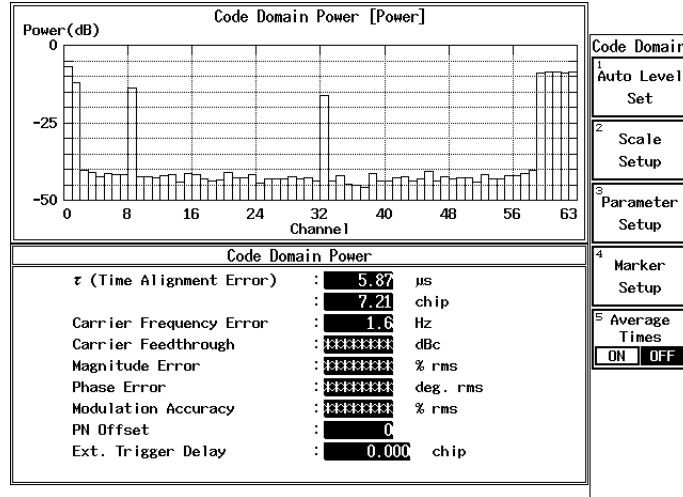 Code Domain Power [Power]
Power(dB)
0
-25
-50
0 8 16 24 32 40 48 56 63
Channel
Code Domain Power
τ (Time Alignment Error) : 5.87 µs
: 7.21 chip
Carrier Frequency Error : 1.6 Hz
Carrier Feedthrough : ******** dBc
Magnitude Error : ******** % rms
Phase Error : ******** deg. rms
Modulation Accuracy : ******** % rms
PN Offset : 0
Ext. Trigger Delay : 0.000 chip
Code Domain
1
Auto Level
Set
2
Scale
Setup
3
Parameter
Setup
4
Marker
Setup
5 Average
Times
ON OFF